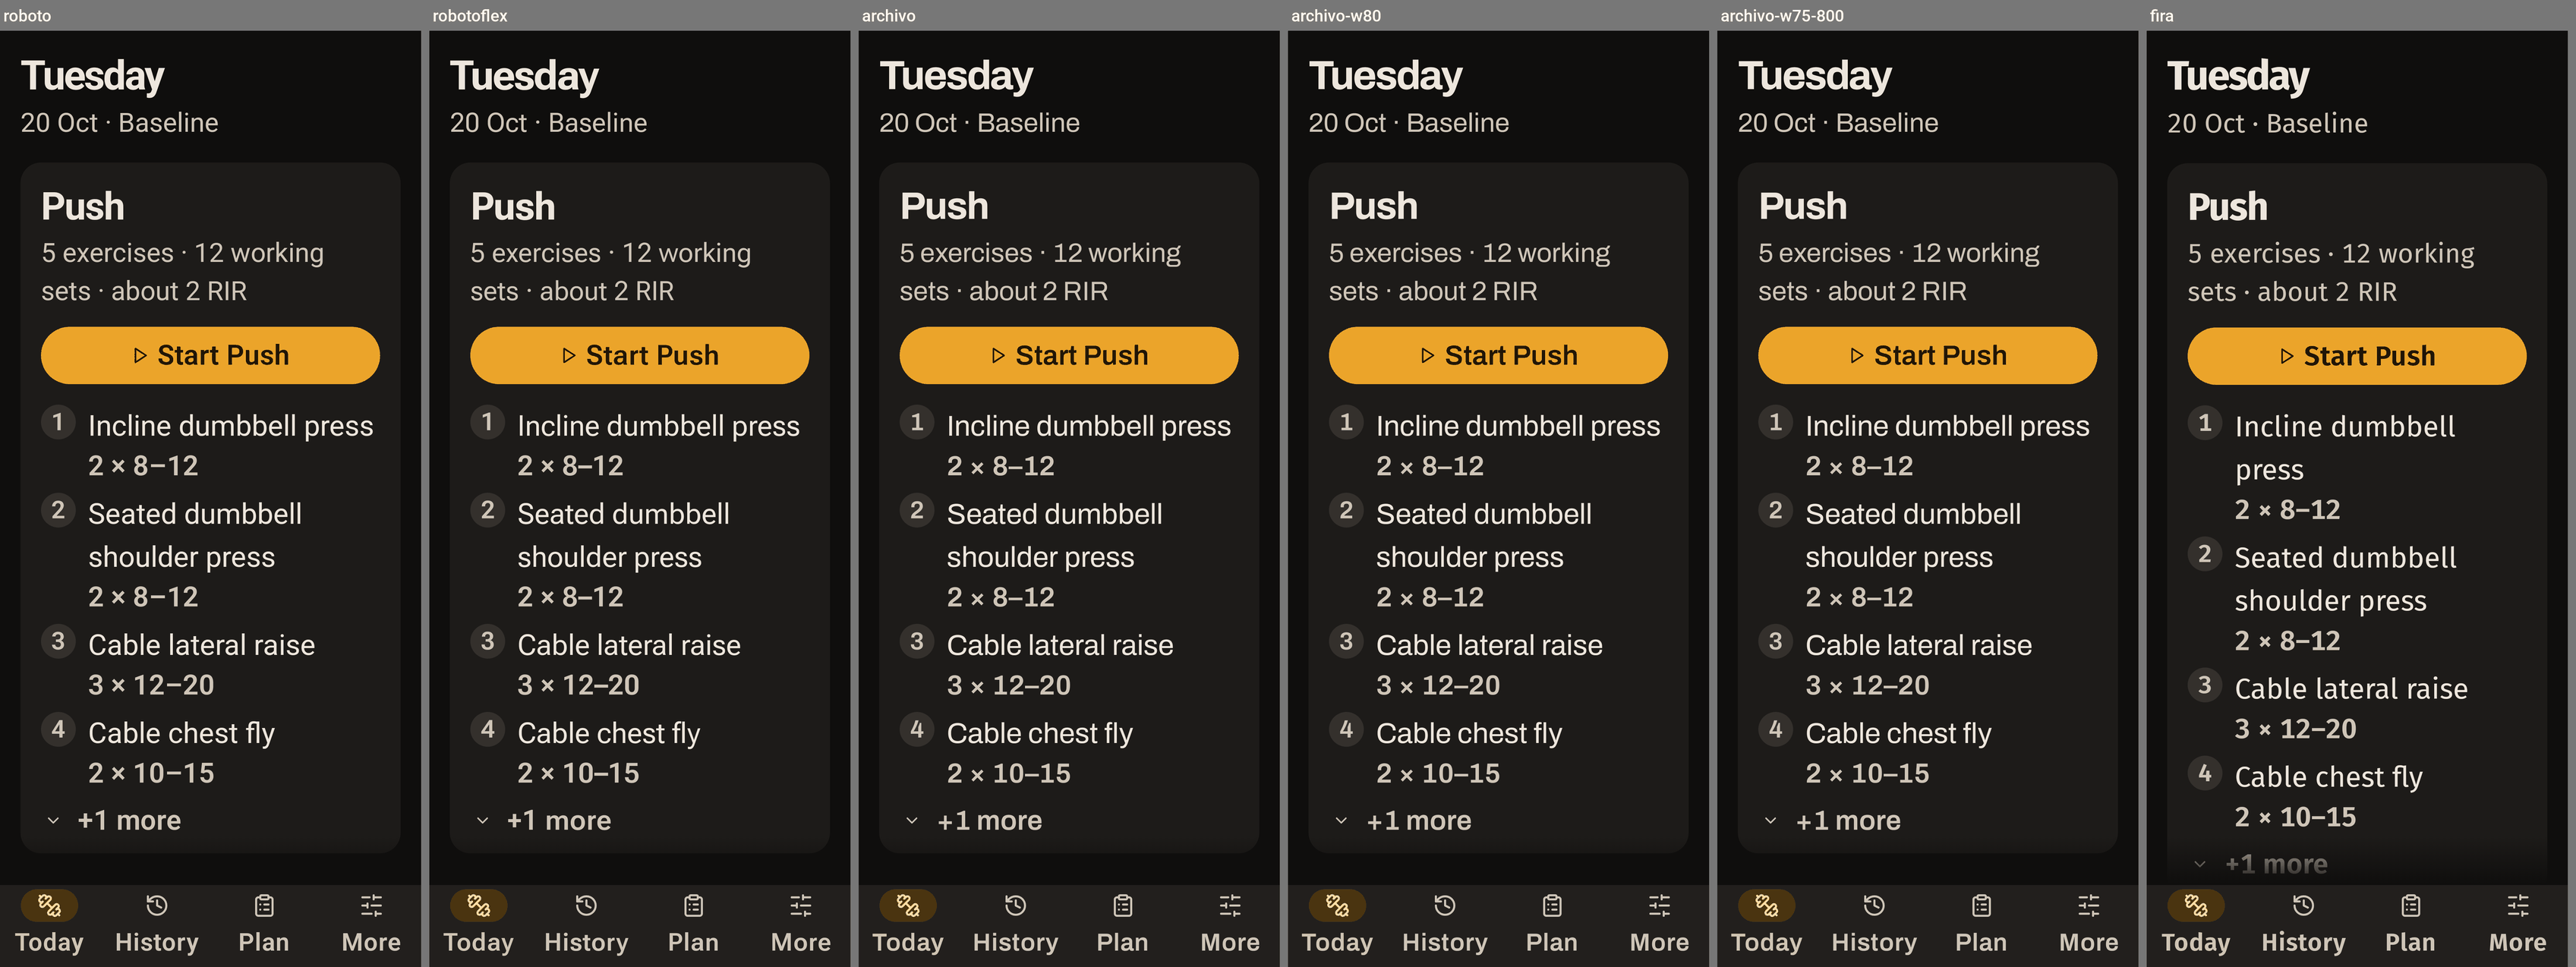 roboto
Tuesday
20 Oct · Baseline
Push
5 exercises · 12 working
sets · about 2 RIR
Start Push
1 Incline dumbbell press
2 × 8–12
2 Seated dumbbell
shoulder press
2 × 8–12
3 Cable lateral raise
3 × 12–20
4 Cable chest fly
2 × 10–15
+1 more
Today History Plan More
robotoflex
Tuesday
20 Oct · Baseline
Push
5 exercises · 12 working
sets · about 2 RIR
Start Push
1 Incline dumbbell press
2 × 8–12
2 Seated dumbbell
shoulder press
2 × 8–12
3 Cable lateral raise
3 × 12–20
4 Cable chest fly
2 × 10–15
+1 more
Today History Plan More
archivo
Tuesday
20 Oct · Baseline
Push
5 exercises · 12 working
sets · about 2 RIR
Start Push
1 Incline dumbbell press
2 × 8–12
2 Seated dumbbell
shoulder press
2 × 8–12
3 Cable lateral raise
3 × 12–20
4 Cable chest fly
2 × 10–15
+1 more
Today History Plan More
archivo-w80
Tuesday
20 Oct · Baseline
Push
5 exercises · 12 working
sets · about 2 RIR
Start Push
1 Incline dumbbell press
2 × 8–12
2 Seated dumbbell
shoulder press
2 × 8–12
3 Cable lateral raise
3 × 12–20
4 Cable chest fly
2 × 10–15
+1 more
Today History Plan More
archivo-w75-800
Tuesday
20 Oct · Baseline
Push
5 exercises · 12 working
sets · about 2 RIR
Start Push
1 Incline dumbbell press
2 × 8–12
2 Seated dumbbell
shoulder press
2 × 8–12
3 Cable lateral raise
3 × 12–20
4 Cable chest fly
2 × 10–15
+1 more
Today History Plan More
fira
Tuesday
20 Oct · Baseline
Push
5 exercises · 12 working
sets · about 2 RIR
Start Push
1 Incline dumbbell
press
2 × 8–12
2 Seated dumbbell
shoulder press
2 × 8–12
3 Cable lateral raise
3 × 12–20
4 Cable chest fly
2 × 10–15
+1 more
Today History Plan More